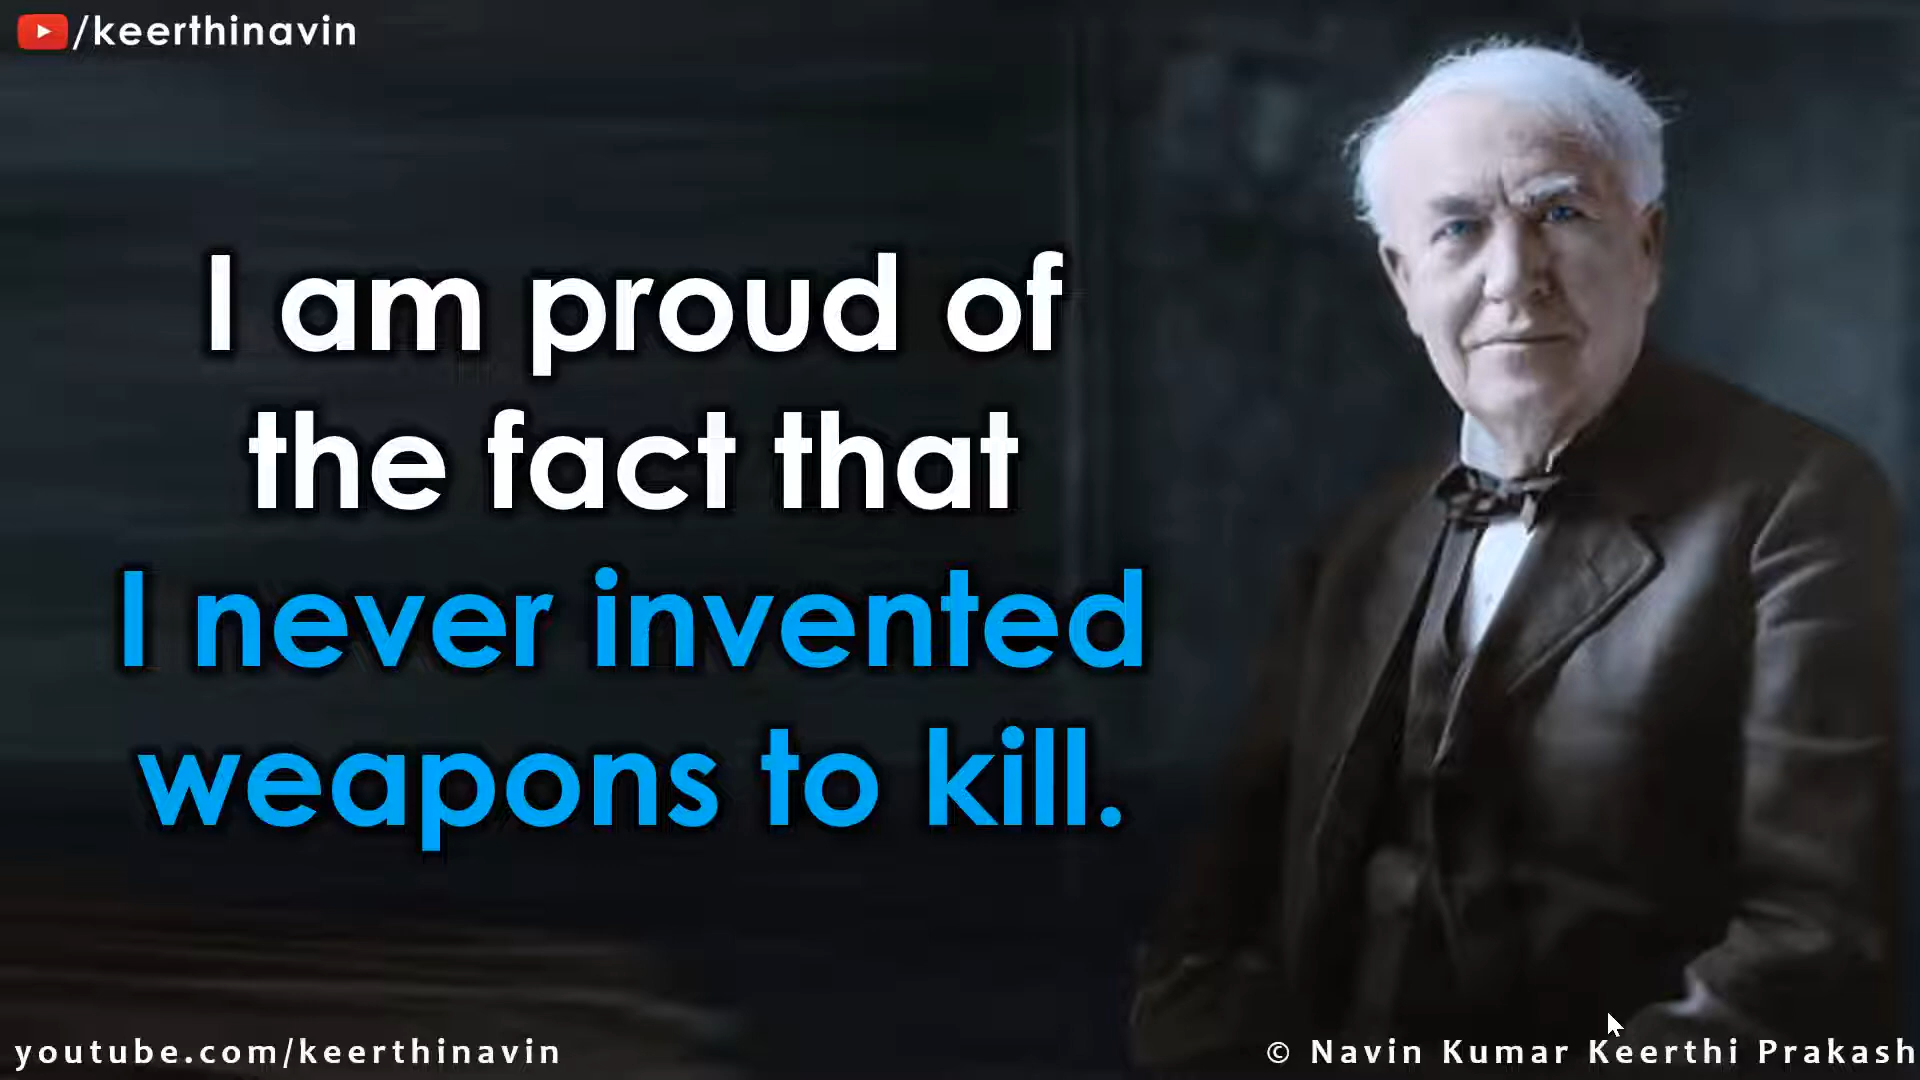 /keerthinavin
I am proud of
the fact that
I never invented
weapons to kill.
youtube.com/keerthinavin
© Navin Kumar Keerthi Prakash